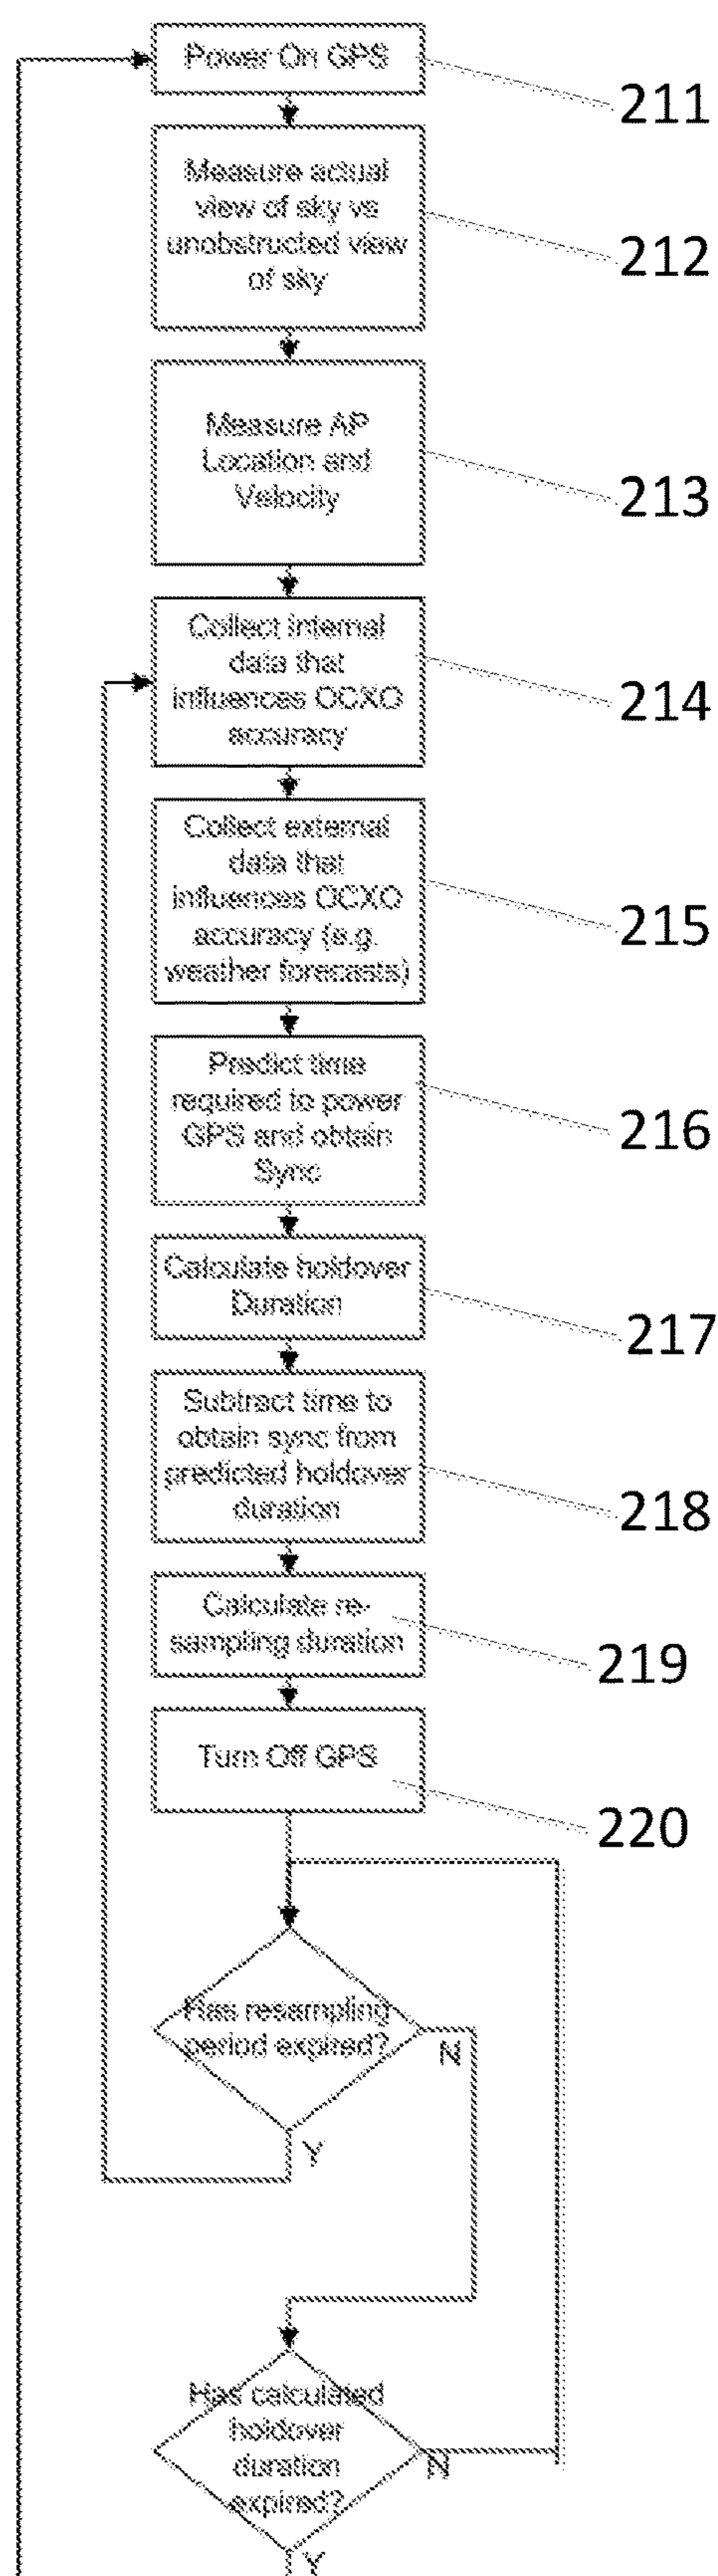 Power On GPS
211
Measure actual
view of sky vs
unobstructed view
of sky
212
Measure AP
Location and
Velocity
213
Collect internal
data that
influences OCXO
accuracy
214
Collect external
data that
influences OCXO
accuracy (e.g.
weather forecasts)
215
Predict time
required to power
GPS and obtain
Sync
216
Calculate holdover
Duration
217
Subtract time to
obtain sync from
predicted holdover
duration
218
Calculate re-
sampling duration
219
Turn Off GPS
220
Has resampling
period expired?
N
Y
Has calculated
holdover
duration
expired?
N
Y